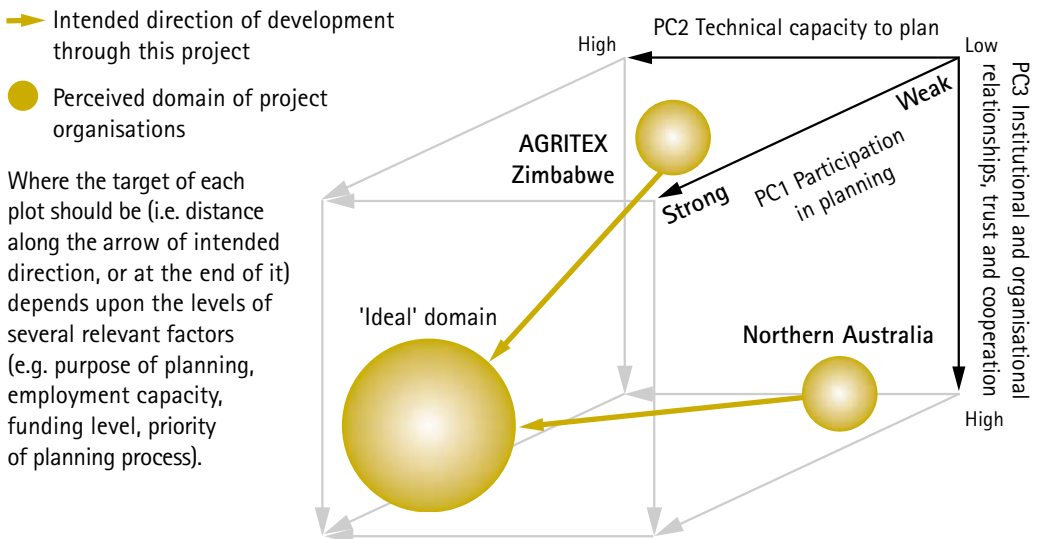 Intended direction of development
through this project
Perceived domain of project
organisations
Where the target of each
plot should be (i.e. distance
along the arrow of intended
direction, or at the end of it)
depends upon the levels of
several relevant factors
(e.g. purpose of planning,
employment capacity,
funding level, priority
of planning process).
High
PC2 Technical capacity to plan
Low
Weak
Strong
PC1 Participation
in planning
PC3 Institutional and organisational
relationships, trust and cooperation
High
AGRITEX
Zimbabwe
'Ideal' domain
Northern Australia